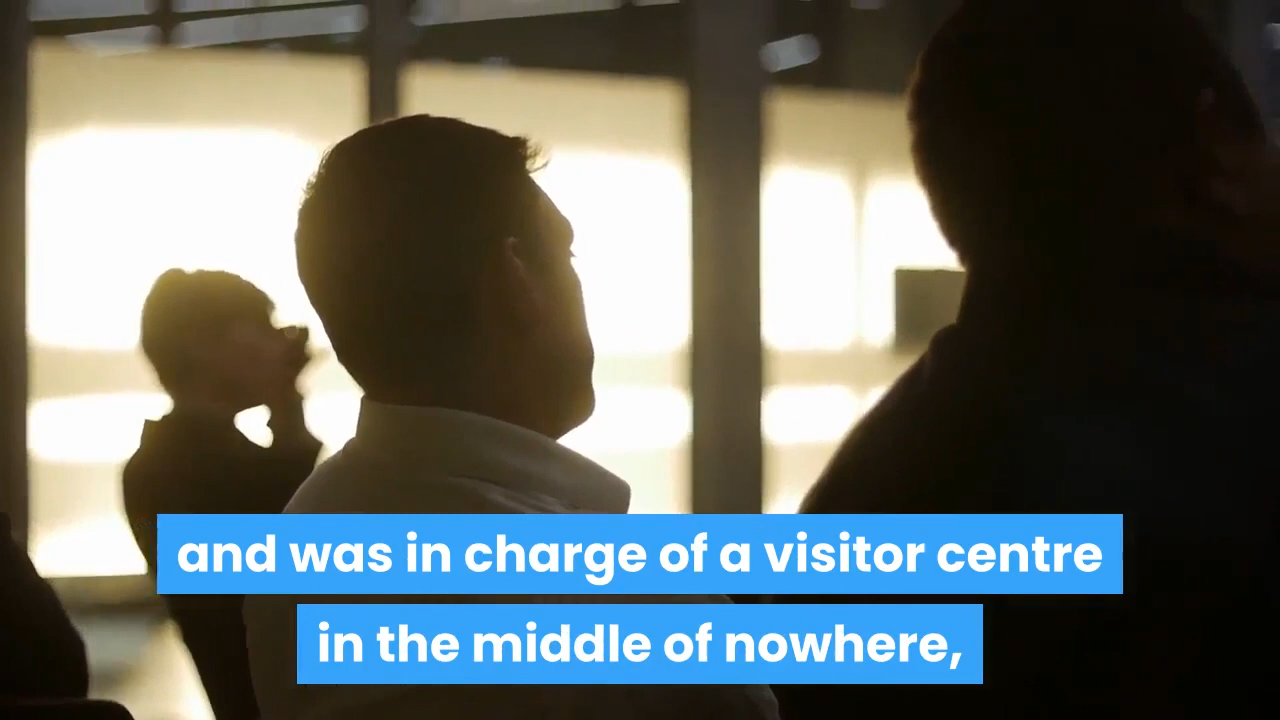 and was in charge of a visitor centre
in the middle of nowhere,